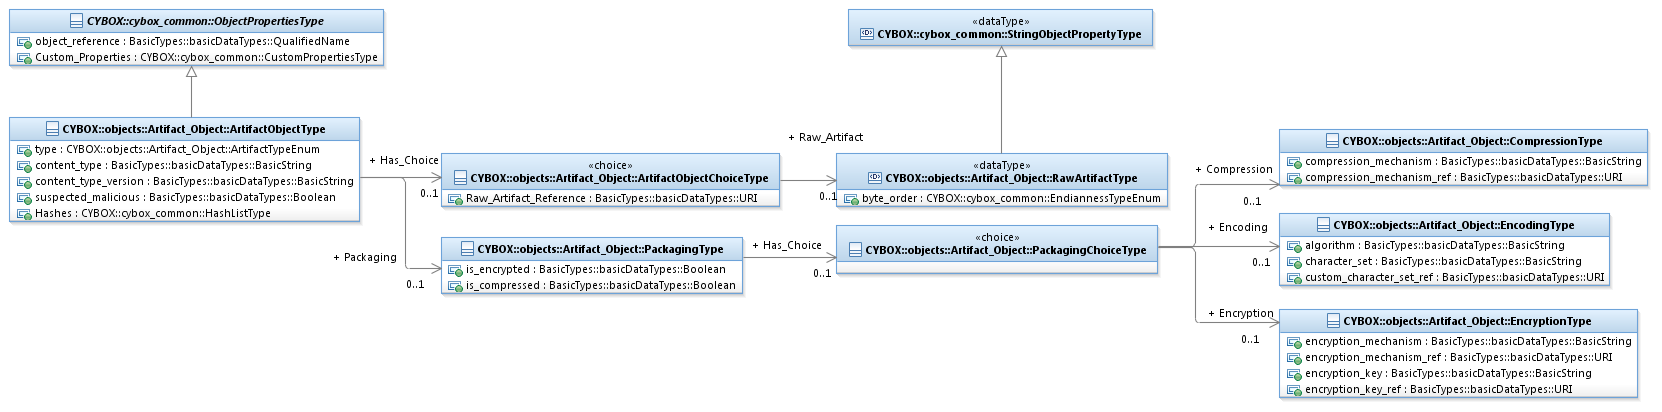 CYBOX::cybox_common::ObjectPropertiesType
object_reference : BasicTypes::basicDataTypes::QualifiedName
Custom_Properties : CYBOX::cybox_common::CustomPropertiesType
«dataType»
CYBOX::cybox_common::StringObjectPropertyType
CYBOX::objects::Artifact_Object::ArtifactObjectType
type : CYBOX::objects::Artifact_Object::ArtifactTypeEnum
content_type : BasicTypes::basicDataTypes::BasicString
content_type_version : BasicTypes::basicDataTypes::BasicString
suspected_malicious : BasicTypes::basicDataTypes::Boolean
Hashes : CYBOX::cybox_common::HashListType
+ Has_Choice
0..1
+ Packaging
0..1
«choice»
CYBOX::objects::Artifact_Object::ArtifactObjectChoiceType
Raw_Artifact_Reference : BasicTypes::basicDataTypes::URI
+ Raw_Artifact
0..1
«dataType»
CYBOX::objects::Artifact_Object::RawArtifactType
byte_order : CYBOX::cybox_common::EndiannessTypeEnum
CYBOX::objects::Artifact_Object::PackagingType
is_encrypted : BasicTypes::basicDataTypes::Boolean
is_compressed : BasicTypes::basicDataTypes::Boolean
+ Has_Choice
0..1
«choice»
CYBOX::objects::Artifact_Object::PackagingChoiceType
+ Compression
0..1
CYBOX::objects::Artifact_Object::CompressionType
compression_mechanism : BasicTypes::basicDataTypes::BasicString
compression_mechanism_ref : BasicTypes::basicDataTypes::URI
+ Encoding
0..1
CYBOX::objects::Artifact_Object::EncodingType
algorithm : BasicTypes::basicDataTypes::BasicString
character_set : BasicTypes::basicDataTypes::BasicString
custom_character_set_ref : BasicTypes::basicDataTypes::URI
+ Encryption
0..1
CYBOX::objects::Artifact_Object::EncryptionType
encryption_mechanism : BasicTypes::basicDataTypes::BasicString
encryption_mechanism_ref : BasicTypes::basicDataTypes::URI
encryption_key : BasicTypes::basicDataTypes::BasicString
encryption_key_ref : BasicTypes::basicDataTypes::URI